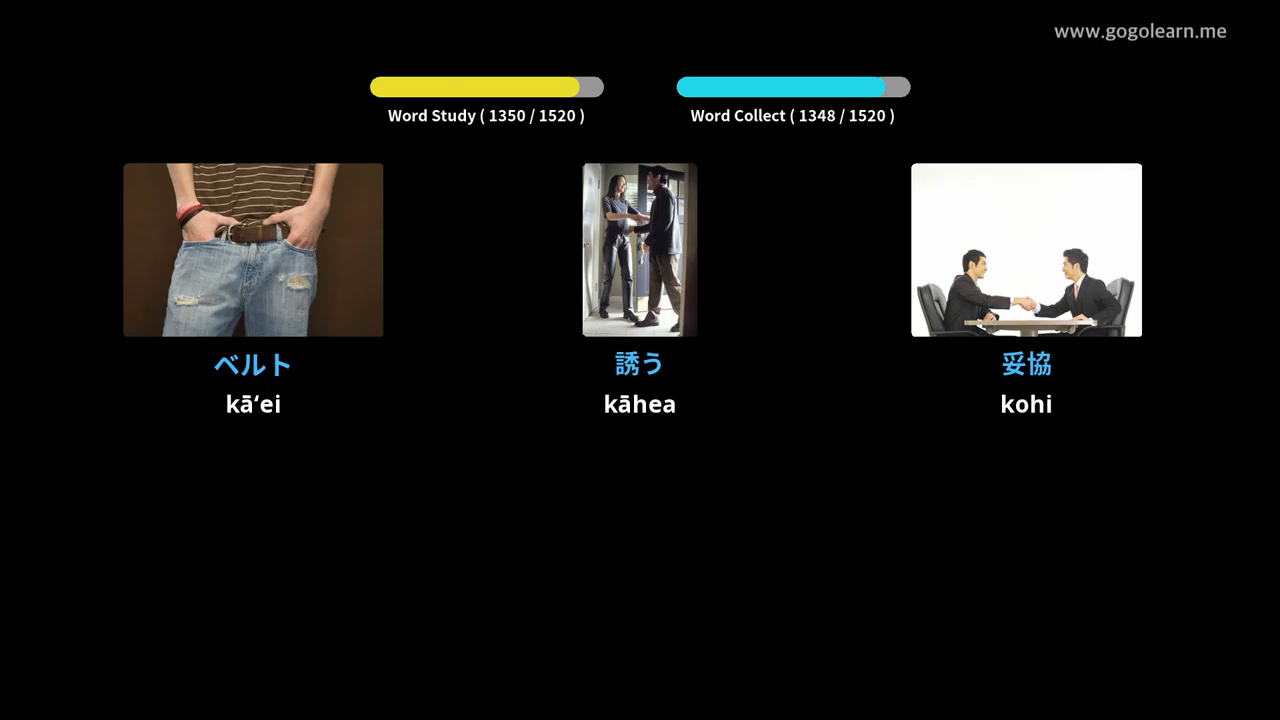 www.gogolearn.me
Word Study ( 1350 / 1520 )
Word Collect ( 1348 / 1520 )
ベルト
kāʻei
誘う
kāhea
妥協
kohi